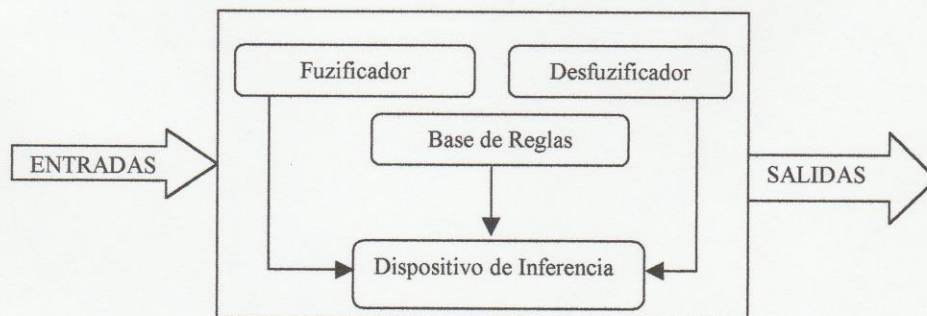 Fuzificador
Desfuzificador
Base de Reglas
ENTRADAS
SALIDAS
Dispositivo de Inferencia